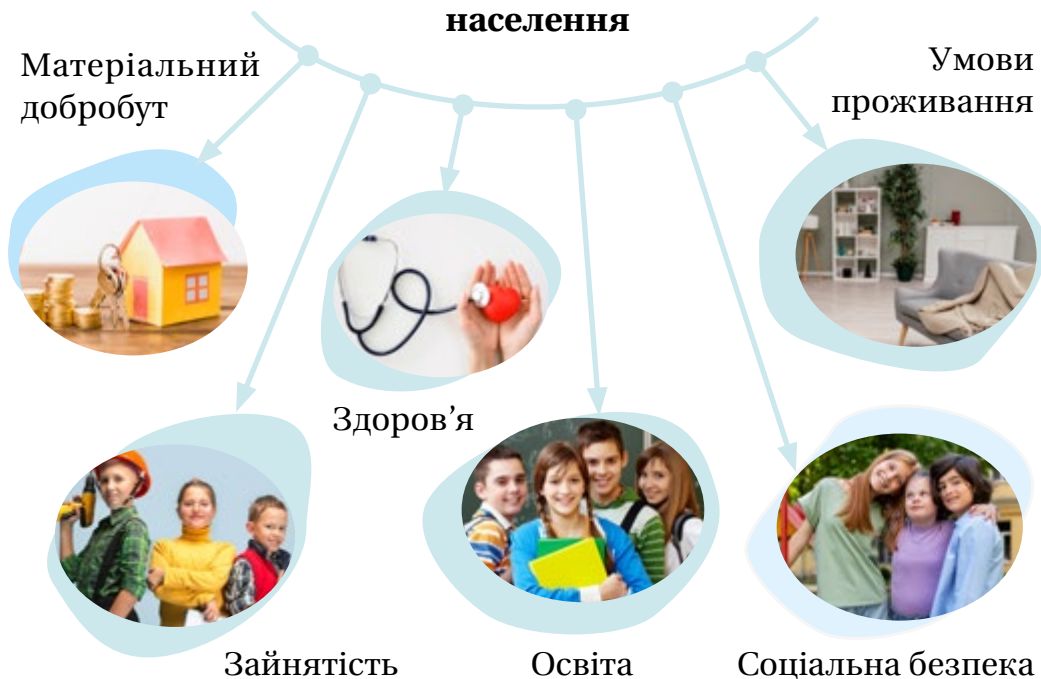 населення
Матеріальний
добробут
Умови
проживання
Здоров’я
Зайнятість
Освіта
Соціальна безпека